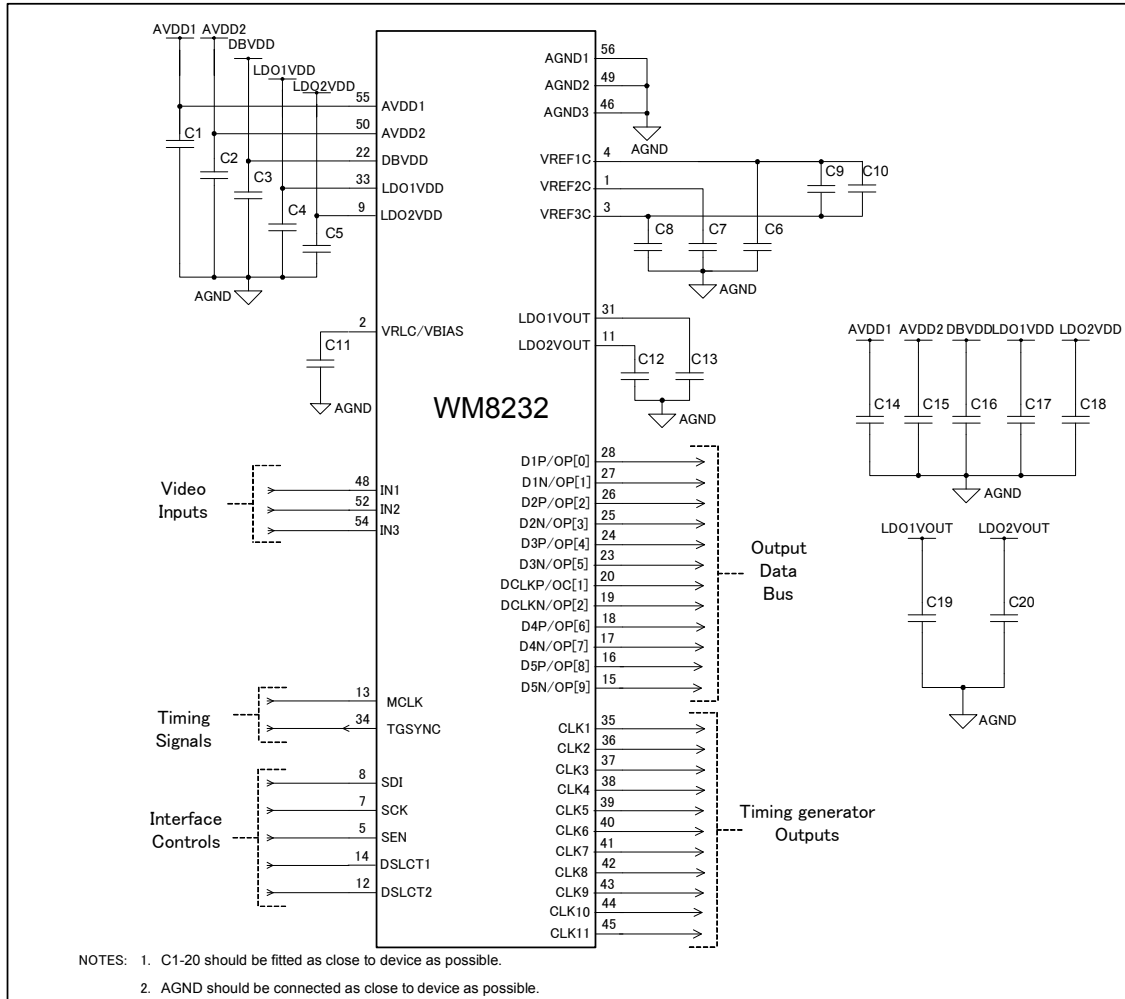 AVDD1 AVDD2
DBVDD
LDO1VDD
LDO2VDD
C1
C2
C3
C4
C5
AGND
55 AVDD1
50 AVDD2
22 DBVDD
33 LDO1VDD
9 LDO2VDD
2 VRLC/VBIAS
C11
AGND
WM8232
AGND1 56
AGND2 49
AGND3 46
AGND
VREF1C 4
VREF2C 1
VREF3C 3
C9 C10
C8 C7 C6
AGND
LDO1VOUT 31
LDO2VOUT 11
C12 C13
AGND
Video
Inputs
48 IN1
52 IN2
54 IN3
Timing
Signals
13 MCLK
34 TGSYNC
Interface
Controls
8 SDI
7 SCK
5 SEN
14 DSLCT1
12 DSLCT2
D1P/OP[0] 28
D1N/OP[1] 27
D2P/OP[2] 26
D2N/OP[3] 25
D3P/OP[4] 24
D3N/OP[5] 23
DCLKP/OC[1] 20
DCLKN/OP[2] 19
D4P/OP[6] 18
D4N/OP[7] 17
D5P/OP[8] 16
D5N/OP[9] 15
Output
Data
Bus
CLK1 35
CLK2 36
CLK3 37
CLK4 38
CLK5 39
CLK6 40
CLK7 41
CLK8 42
CLK9 43
CLK10 44
CLK11 45
Timing generator
Outputs
AVDD1 AVDD2 DBVDD LDO1VDD LDO2VDD
C14 C15 C16 C17 C18
AGND
LDO1VOUT LDO2VOUT
C19 C20
AGND
NOTES: 1. C1-20 should be fitted as close to device as possible.
2. AGND should be connected as close to device as possible.